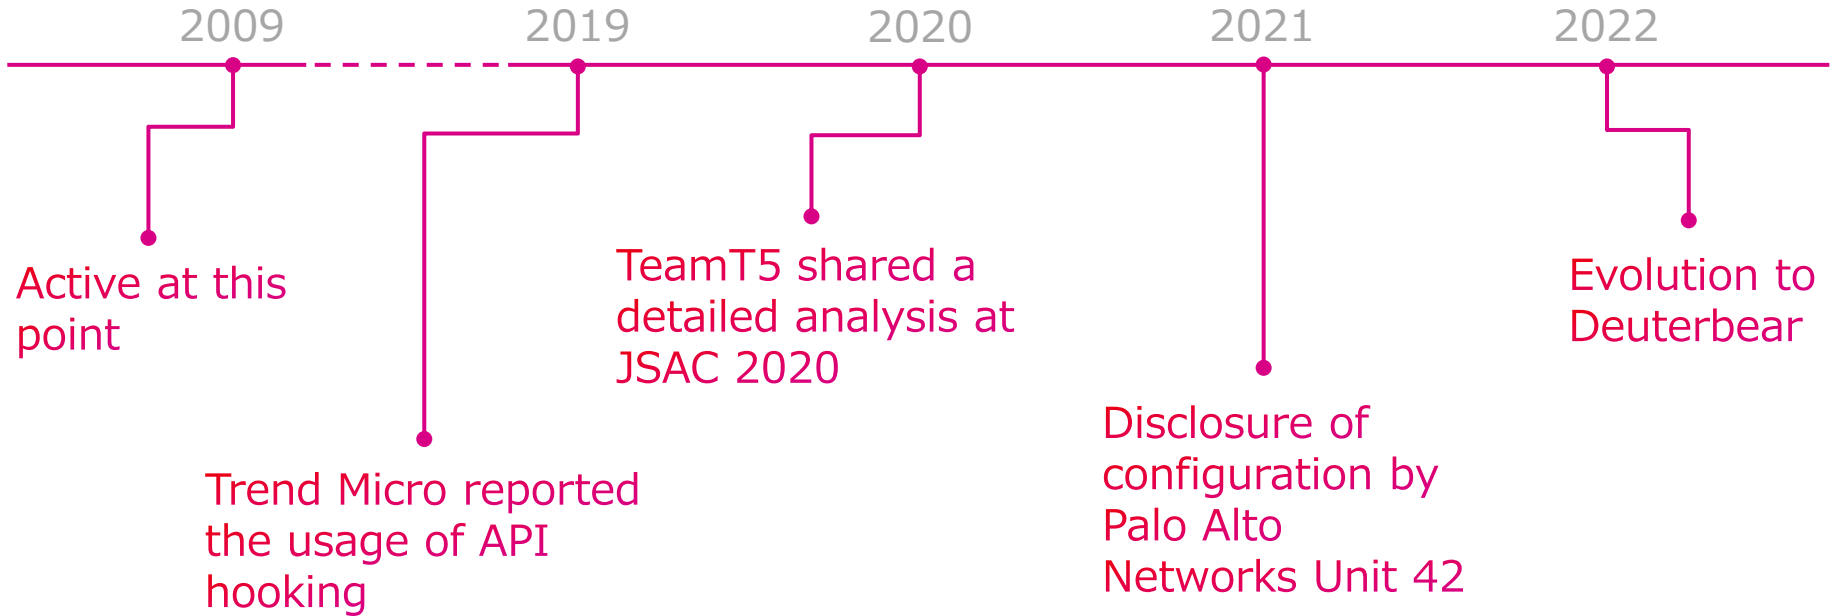 2009
2019
2020
2021
2022
Active at this
point
Trend Micro reported
the usage of API
hooking
TeamT5 shared a
detailed analysis at
JSAC 2020
Disclosure of
configuration by
Palo Alto
Networks Unit 42
Evolution to
Deuterbear